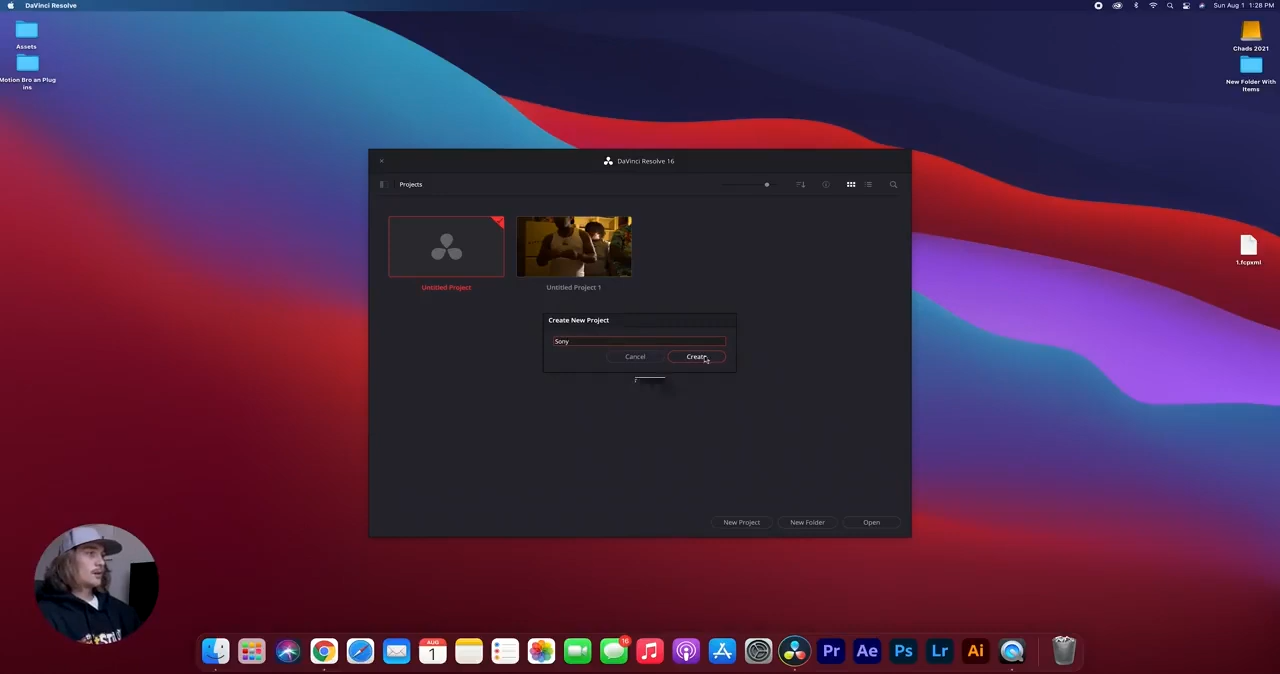 DaVinci Resolve
Sun Aug 1 1:28 PM
Assets
Motion Bro an Plug
ins
Chads 2021
New Folder With
Items
1.fcpxml
DaVinci Resolve 16
Projects
Untitled Project
Untitled Project 1
Create New Project
Sony
Cancel
Create
New Project
New Folder
Open
AUG
1
16
Pr
Ae
Ps
Lr
Ai